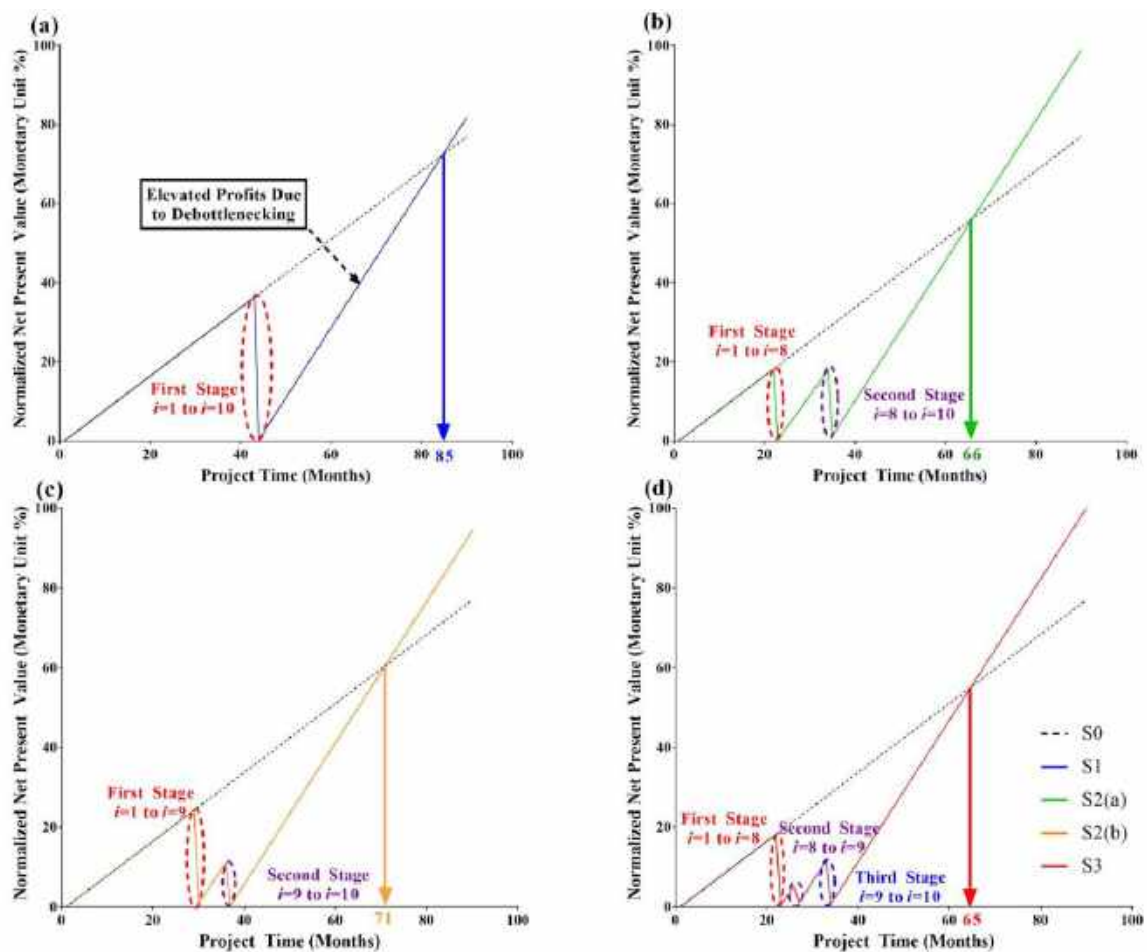 (a)
Normalized Net Present Value (Monetary Unit %)
100
80
60
40
20
0
Elevated Profits Due
to Debottlenecking
First Stage
i=1 to i=10
0
20
40
60
80
85
100
Project Time (Months)
(b)
Normalized Net Present Value (Monetary Unit %)
100
80
60
40
20
0
First Stage
i=1 to i=8
Second Stage
i=8 to i=10
0
20
40
60
66
80
100
Project Time (Months)
(c)
Normalized Net Present Value (Monetary Unit %)
100
80
60
40
20
0
First Stage
i=1 to i=9
Second Stage
i=9 to i=10
0
20
40
60
71
80
100
Project Time (Months)
(d)
Normalized Net Present Value (Monetary Unit %)
100
80
60
40
20
0
First Stage
i=1 to i=8
Second Stage
i=8 to i=9
Third Stage
i=9 to i=10
S0
S1
S2(a)
S2(b)
S3
0
20
40
60
65
80
100
Project Time (Months)